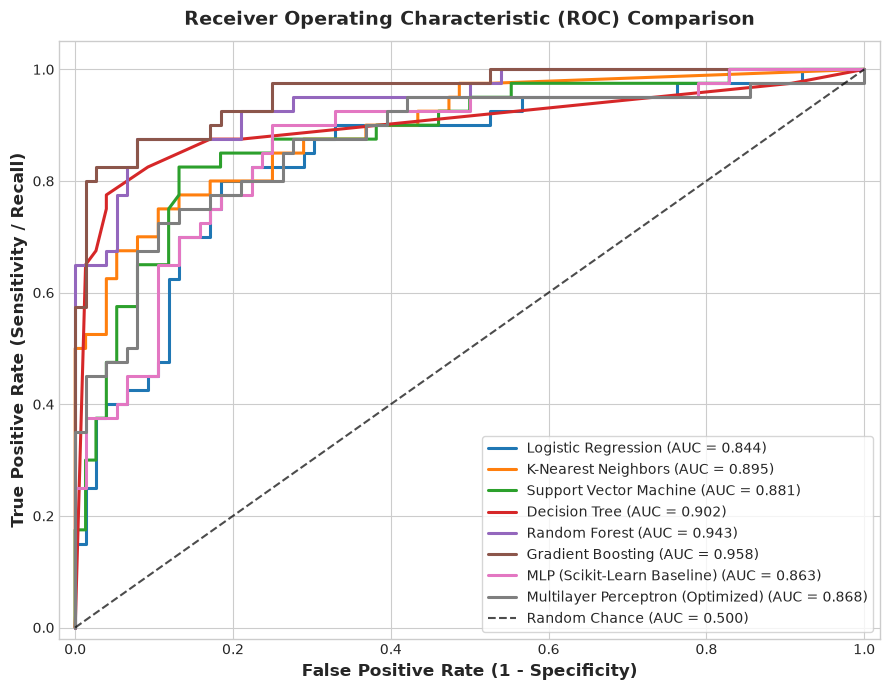 Receiver Operating Characteristic (ROC) Comparison
True Positive Rate (Sensitivity / Recall)
1.0
0.8
0.6
0.4
0.2
0.0
Logistic Regression (AUC = 0.844)
K-Nearest Neighbors (AUC = 0.895)
Support Vector Machine (AUC = 0.881)
Decision Tree (AUC = 0.902)
Random Forest (AUC = 0.943)
Gradient Boosting (AUC = 0.958)
MLP (Scikit-Learn Baseline) (AUC = 0.863)
Multilayer Perceptron (Optimized) (AUC = 0.868)
Random Chance (AUC = 0.500)
0.0 0.2 0.4 0.6 0.8 1.0
False Positive Rate (1 - Specificity)